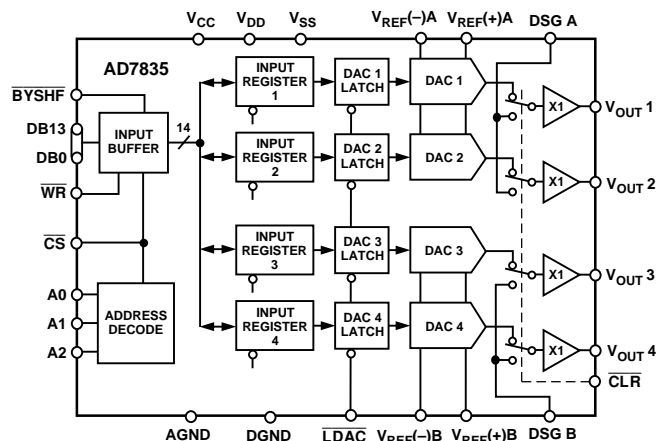 VCC VDD VSS VREF(–)A VREF(+)A DSG A
AD7835
BYSHF
DB13
DB0
WR
CS
A0
A1
A2
INPUT
BUFFER
14
ADDRESS
DECODE
INPUT
REGISTER
1
DAC 1
LATCH
DAC 1
X1
VOUT 1
INPUT
REGISTER
2
DAC 2
LATCH
DAC 2
X1
VOUT 2
INPUT
REGISTER
3
DAC 3
LATCH
DAC 3
X1
VOUT 3
INPUT
REGISTER
4
DAC 4
LATCH
DAC 4
X1
VOUT 4
CLR
AGND DGND LDAC VREF(–)B VREF(+)B DSG B